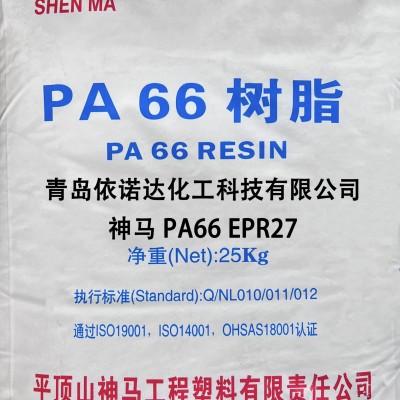 SHEN MA
PA 66 树脂
PA 66 RESIN
青岛依诺达化工科技有限公司
神马 PA66 EPR27
净重(Net):25Kg
执行标准(Standard):Q/NL010/011/012
通过ISO19001, ISO14001, OHSAS18001认证
平顶山神马工程塑料有限责任公司